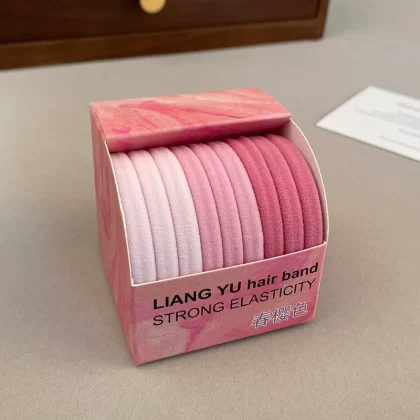 LIANG YU hair band
STRONG ELASTICITY
春樱色